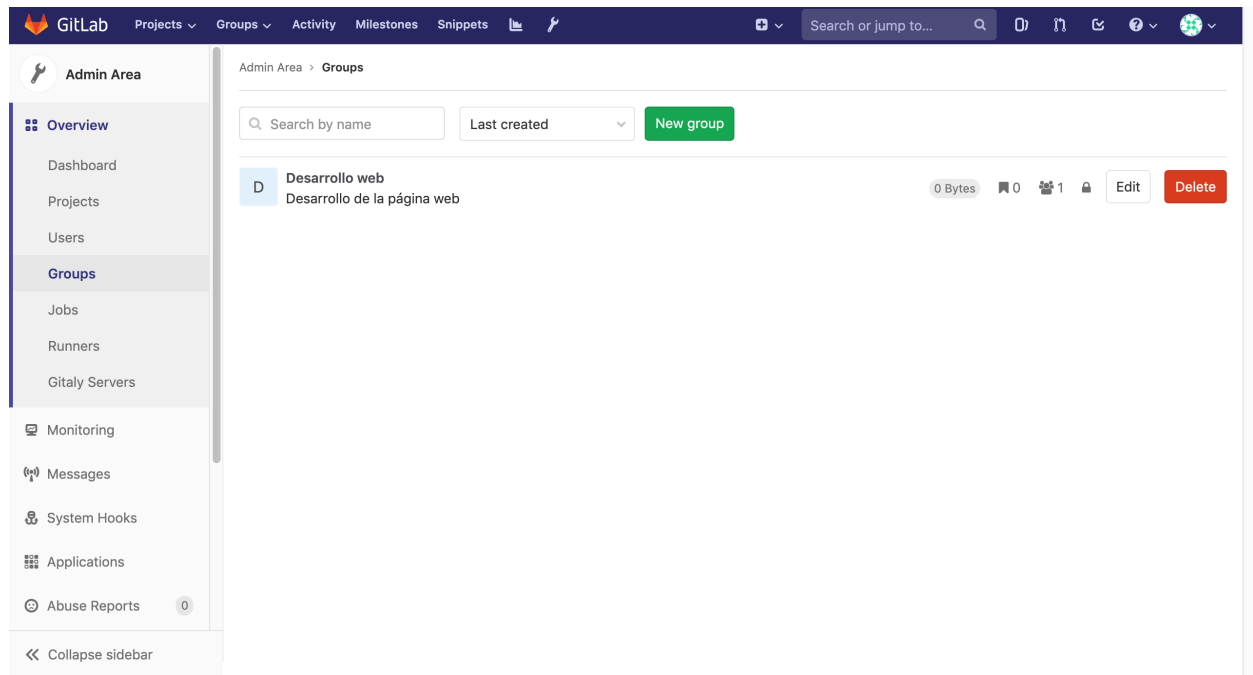 GitLab Projects Groups Activity Milestones Snippets Search or jump to...
Admin Area
Admin Area > Groups
Overview
Search by name Last created New group
Dashboard
D Desarrollo web
Desarrollo de la página web
0 Bytes 0 1 Edit Delete
Projects
Users
Groups
Jobs
Runners
Gitaly Servers
Monitoring
Messages
System Hooks
Applications
Abuse Reports 0
Collapse sidebar